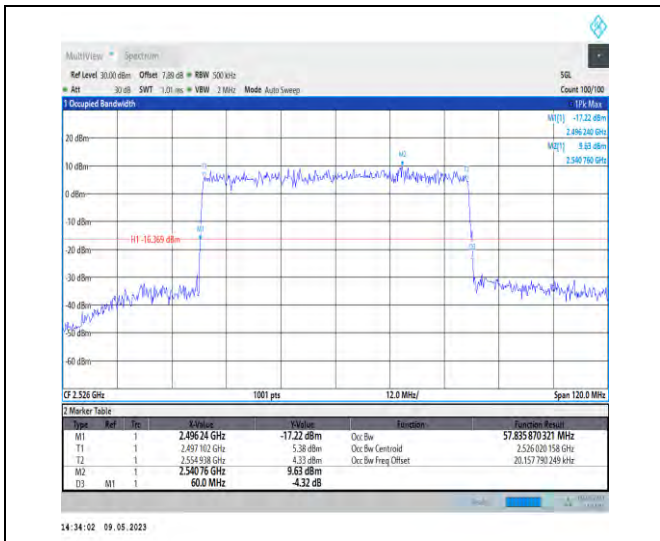 MultiView Spectrum
Ref Level 30.00 dBm Offset 7.89 dB RBW 500 kHz SGL
Att 30 dB SWT 1.01 ms VBW 2 MHz Mode Auto Sweep Count 100/100
1 Occupied Bandwidth 1Pk Max
M1[1] -17.22 dBm
2.496 240 GHz
M2[1] 9.63 dBm
2.540 760 GHz
20 dBm
M2
10 dBm
0 dBm
-10 dBm
M1
H1 -16.369 dBm
D3
-20 dBm
-30 dBm
-40 dBm
-50 dBm
-60 dBm
CF 2.526 GHz 1001 pts 12.0 MHz/ Span 120.0 MHz
2 Marker Table
Type Ref Trc X-Value Y-Value Function Function Result
M1 1 2.496 24 GHz -17.22 dBm Occ Bw 57.835 870 321 MHz
T1 1 2.497 102 GHz 5.38 dBm Occ Bw Centroid 2.526 020 158 GHz
T2 1 2.554 938 GHz 4.33 dBm Occ Bw Freq Offset 20.157 790 249 kHz
M2 1 2.540 76 GHz 9.63 dBm
D3 M1 1 60.0 MHz -4.32 dB
14:34:02 09.05.2023